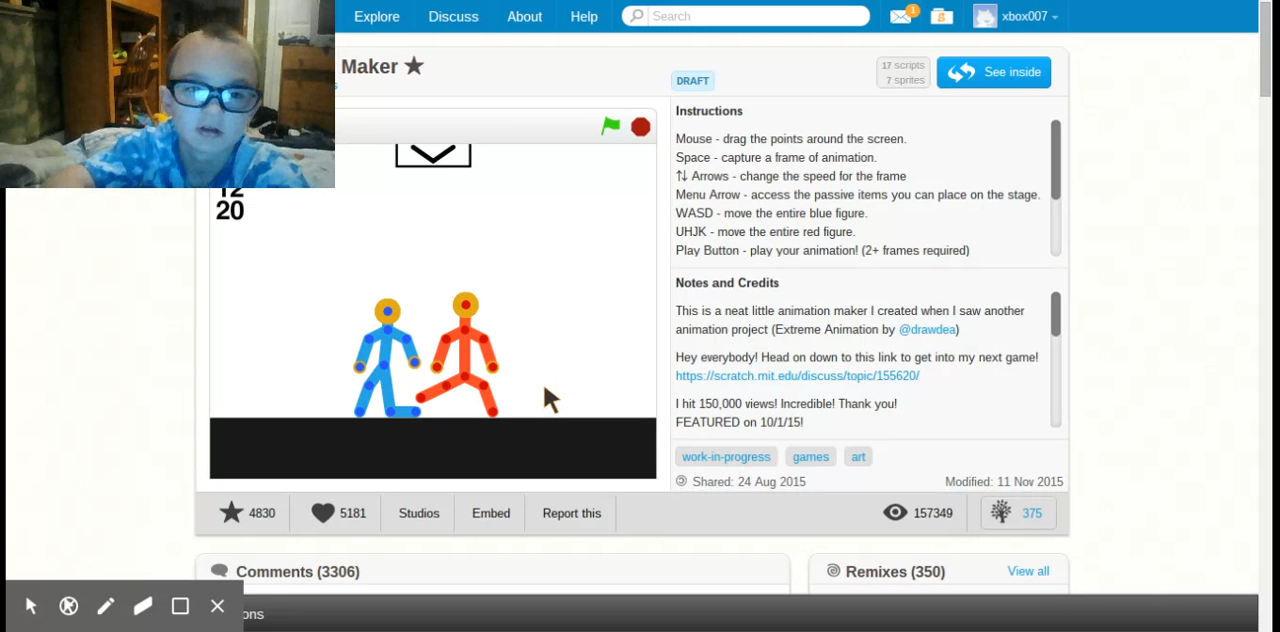 Explore Discuss About Help Search 1 xbox007
Maker ★
DRAFT
17 scripts
7 sprites
See inside
20
Instructions
Mouse - drag the points around the screen.
Space - capture a frame of animation.
↑↓ Arrows - change the speed for the frame
Menu Arrow - access the passive items you can place on the stage.
WASD - move the entire blue figure.
UHJK - move the entire red figure.
Play Button - play your animation! (2+ frames required)
Notes and Credits
This is a neat little animation maker I created when I saw another
animation project (Extreme Animation by @drawdea)
Hey everybody! Head on down to this link to get into my next game!
https://scratch.mit.edu/discuss/topic/155620/
I hit 150,000 views! Incredible! Thank you!
FEATURED on 10/1/15!
work-in-progress games art
Shared: 24 Aug 2015 Modified: 11 Nov 2015
4830 5181 Studios Embed Report this 157349 375
Comments (3306)
Remixes (350) View all